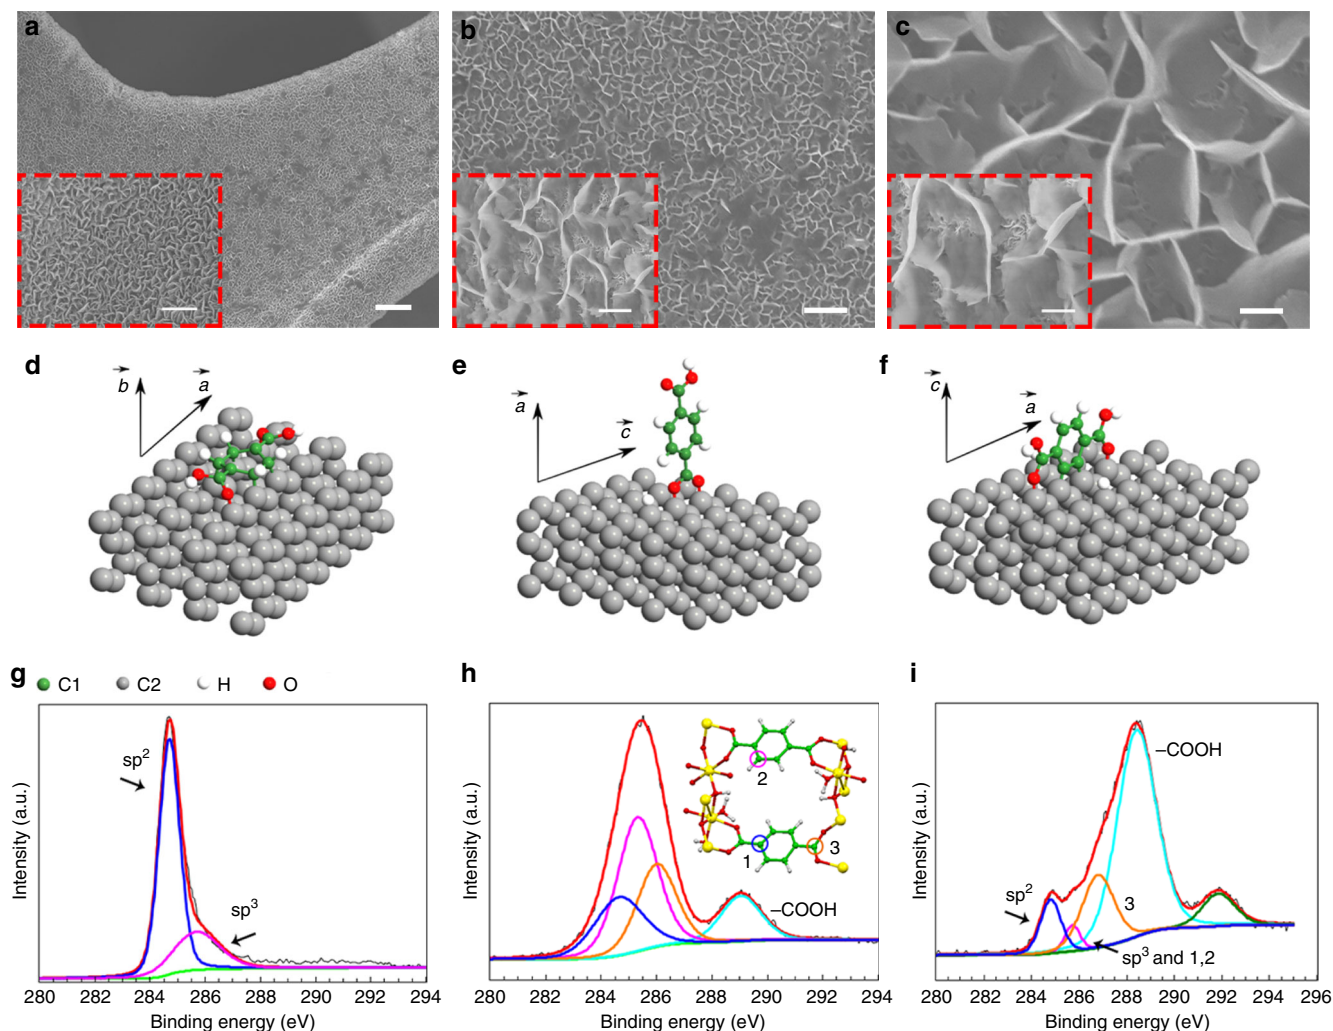 a
b
c
d
b
a
e
a
c
f
c
a
g
C1
C2
H
O
h
i
sp²
sp³
Intensity (a.u.)
280 282 284 286 288 290 292 294
Binding energy (eV)
2
1
3
–COOH
Intensity (a.u.)
280 282 284 286 288 290 292 294
Binding energy (eV)
–COOH
sp²
3
sp³ and 1,2
Intensity (a.u.)
280 282 284 286 288 290 292 294 296
Binding energy (eV)